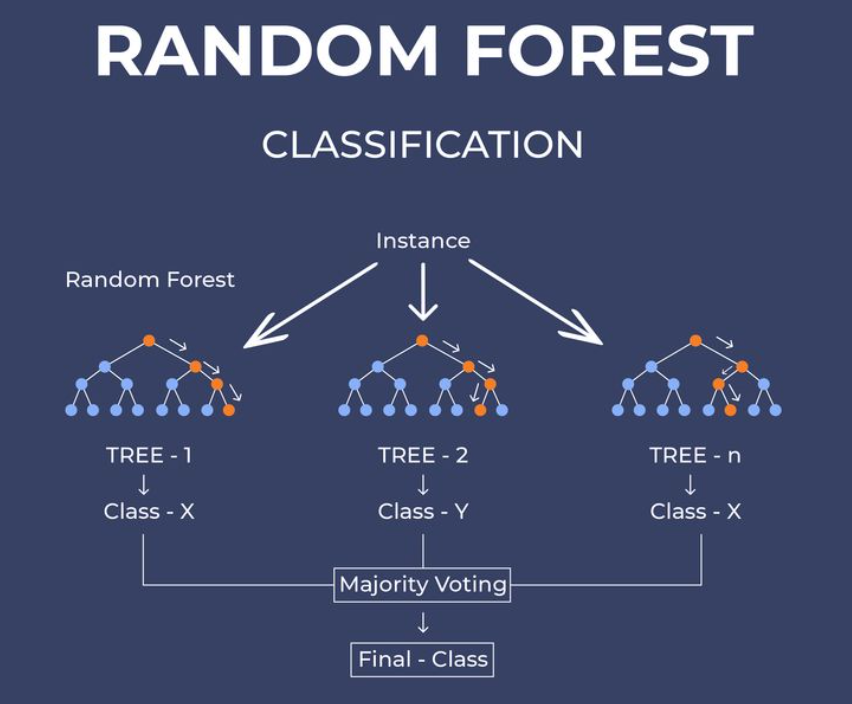 RANDOM FOREST
CLASSIFICATION
Instance
Random Forest
TREE - 1
TREE - 2
TREE - n
Class - X
Class - Y
Class - X
Majority Voting
Final - Class